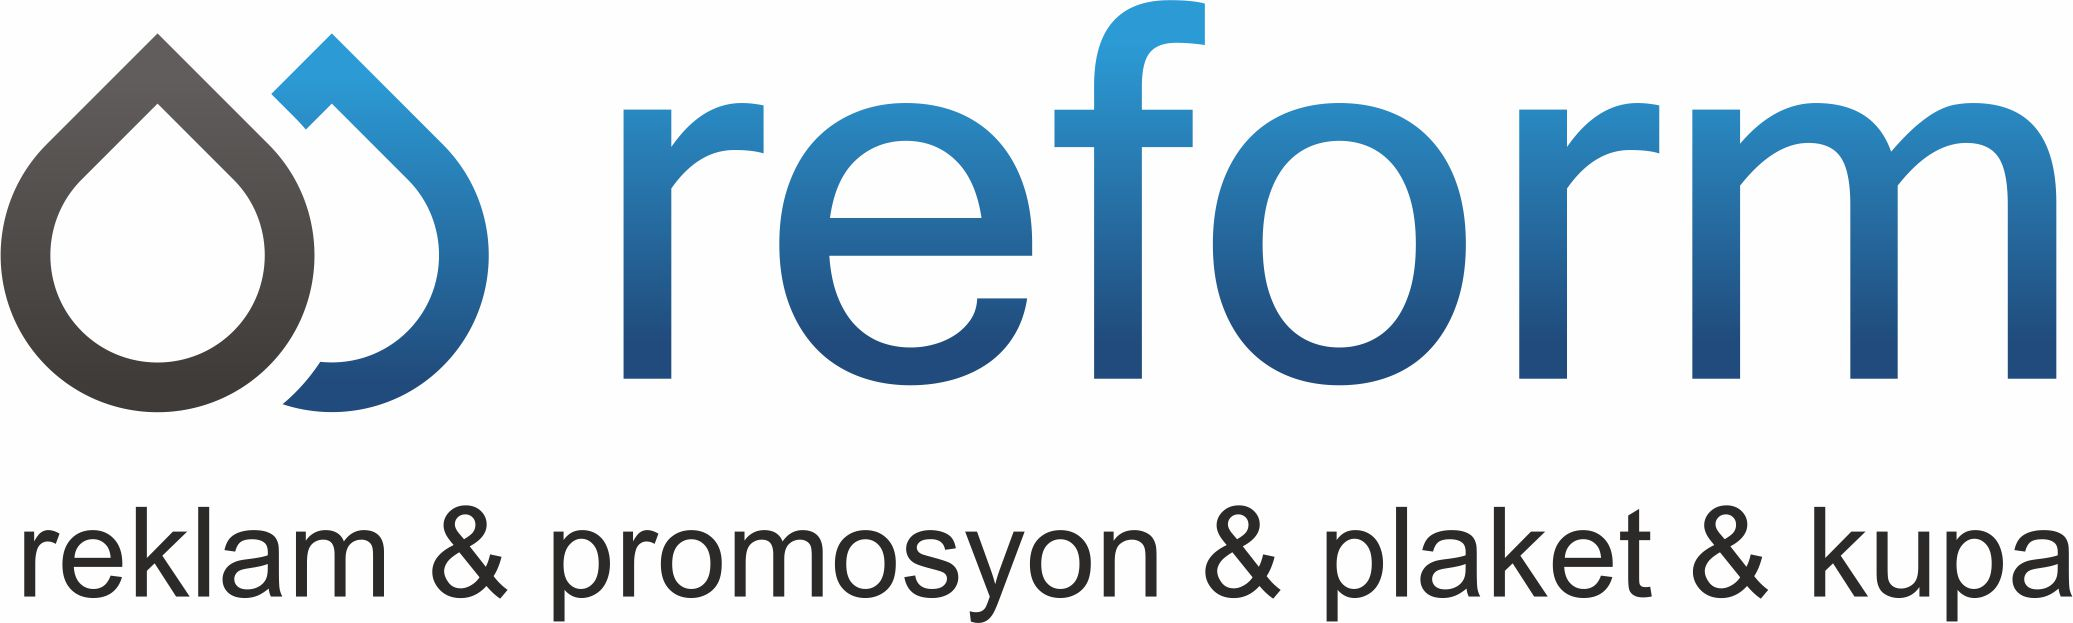 reform
reklam & promosyon & plaket & kupa